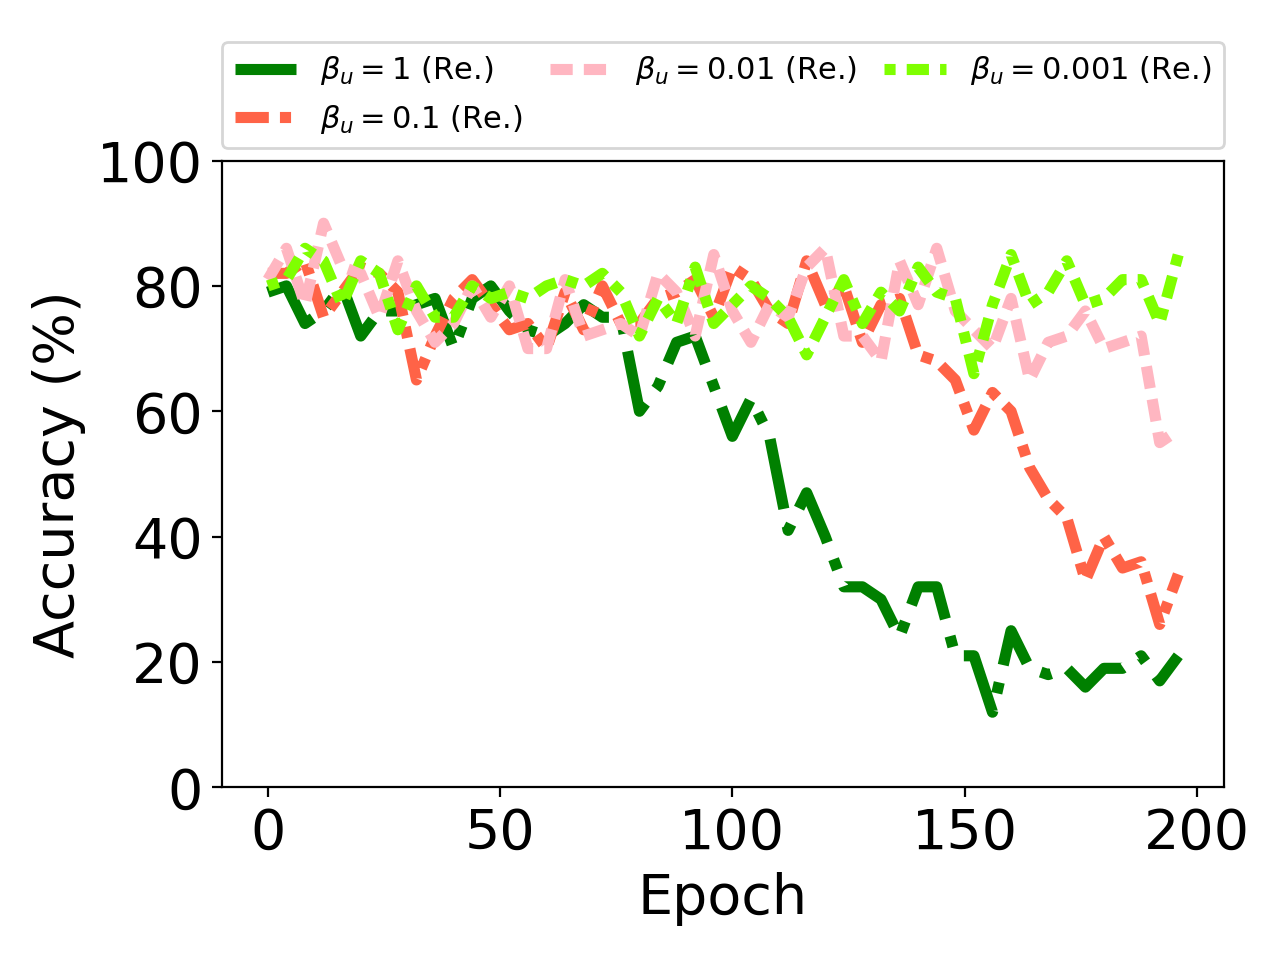 β_u = 1 (Re.) β_u = 0.01 (Re.) β_u = 0.001 (Re.)
β_u = 0.1 (Re.)
100
80
60
40
20
0
Accuracy (%)
0 50 100 150 200
Epoch